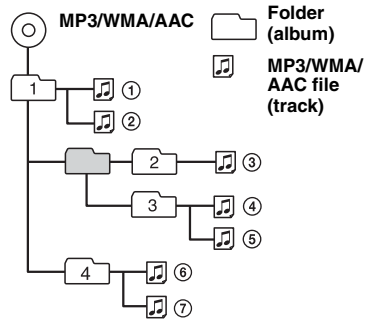 MP3/WMA/AAC
Folder
(album)
MP3/WMA/
AAC file
(track)
1
①
②
2
③
3
④
⑤
4
⑥
⑦